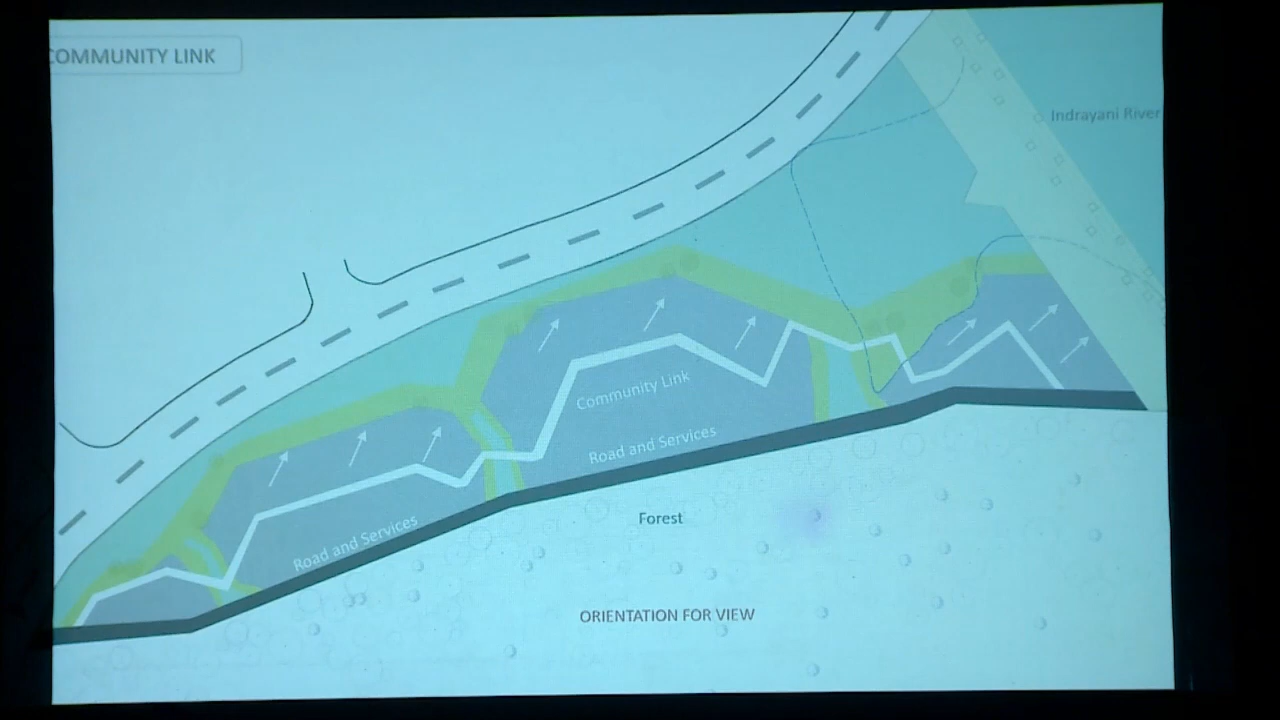 COMMUNITY LINK
Indrayani River
Community Link
Road and Services
Road and Services
Forest
ORIENTATION FOR VIEW